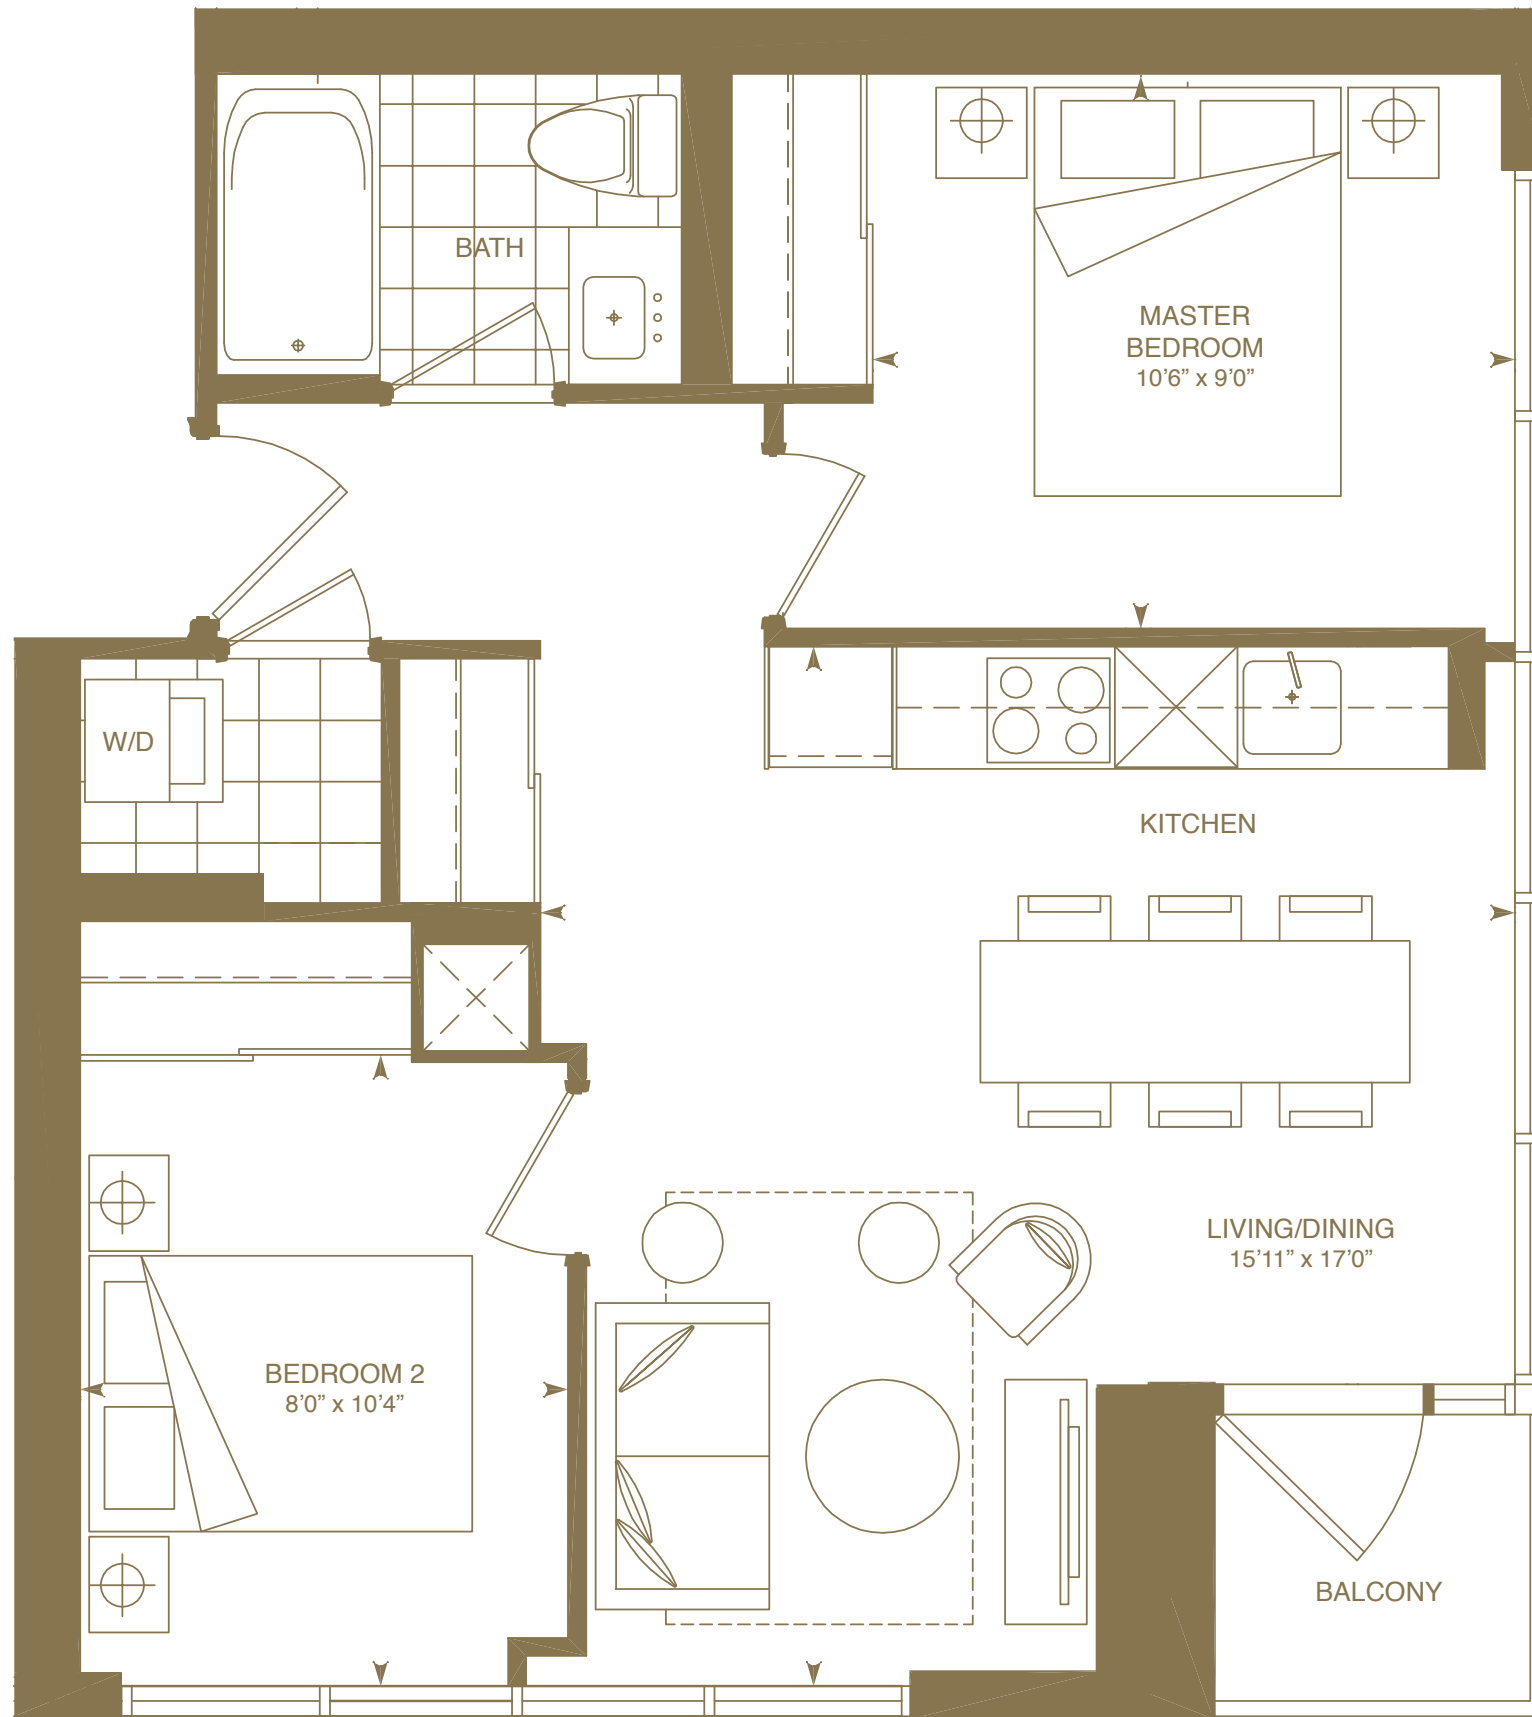 BATH
MASTER
BEDROOM
10’6” x 9’0”
W/D
KITCHEN
LIVING/DINING
15’11” x 17’0”
BEDROOM 2
8’0” x 10’4”
BALCONY